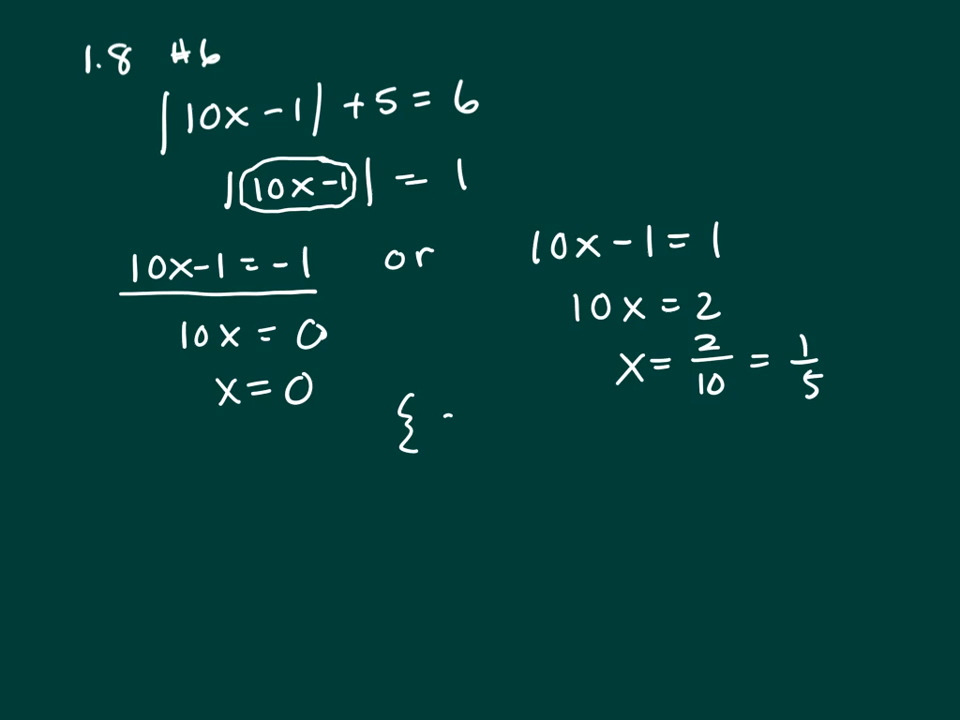 1.8 #6
|10x - 1| + 5 = 6
|10x - 1| = 1
10x - 1 = - 1 or 10x - 1 = 1
10x = 0 10x = 2
x = 0 x = 2/10 = 1/5
{